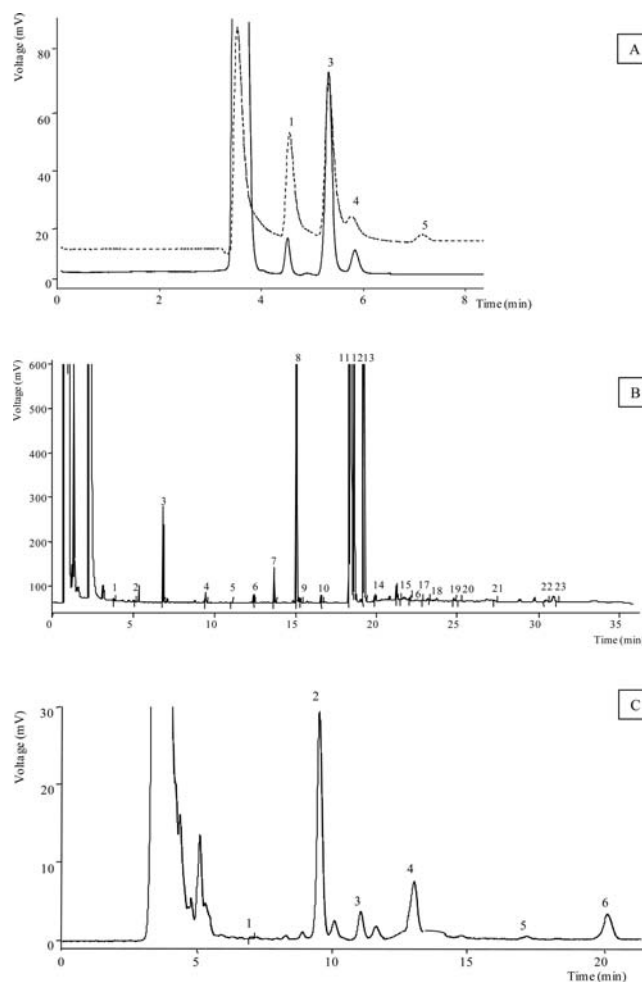 A
Voltage (mV)
80
60
40
20
0
1
3
4
5
0 2 4 6 8
Time (min)
B
Voltage (mV)
600
500
400
300
200
100
1 2 3 4 5 6 7 8 9 10 11 12 13 14 15 16 17 18 19 20 21 22 23
0 5 10 15 20 25 30 35
Time (min)
C
Voltage (mV)
30
20
10
0
1 2 3 4 5 6
0 5 10 15 20
Time (min)